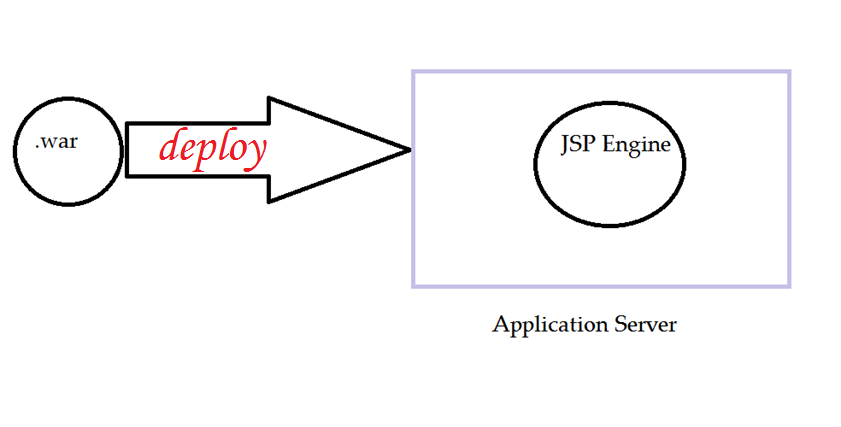 .war
deploy
JSP Engine
Application Server